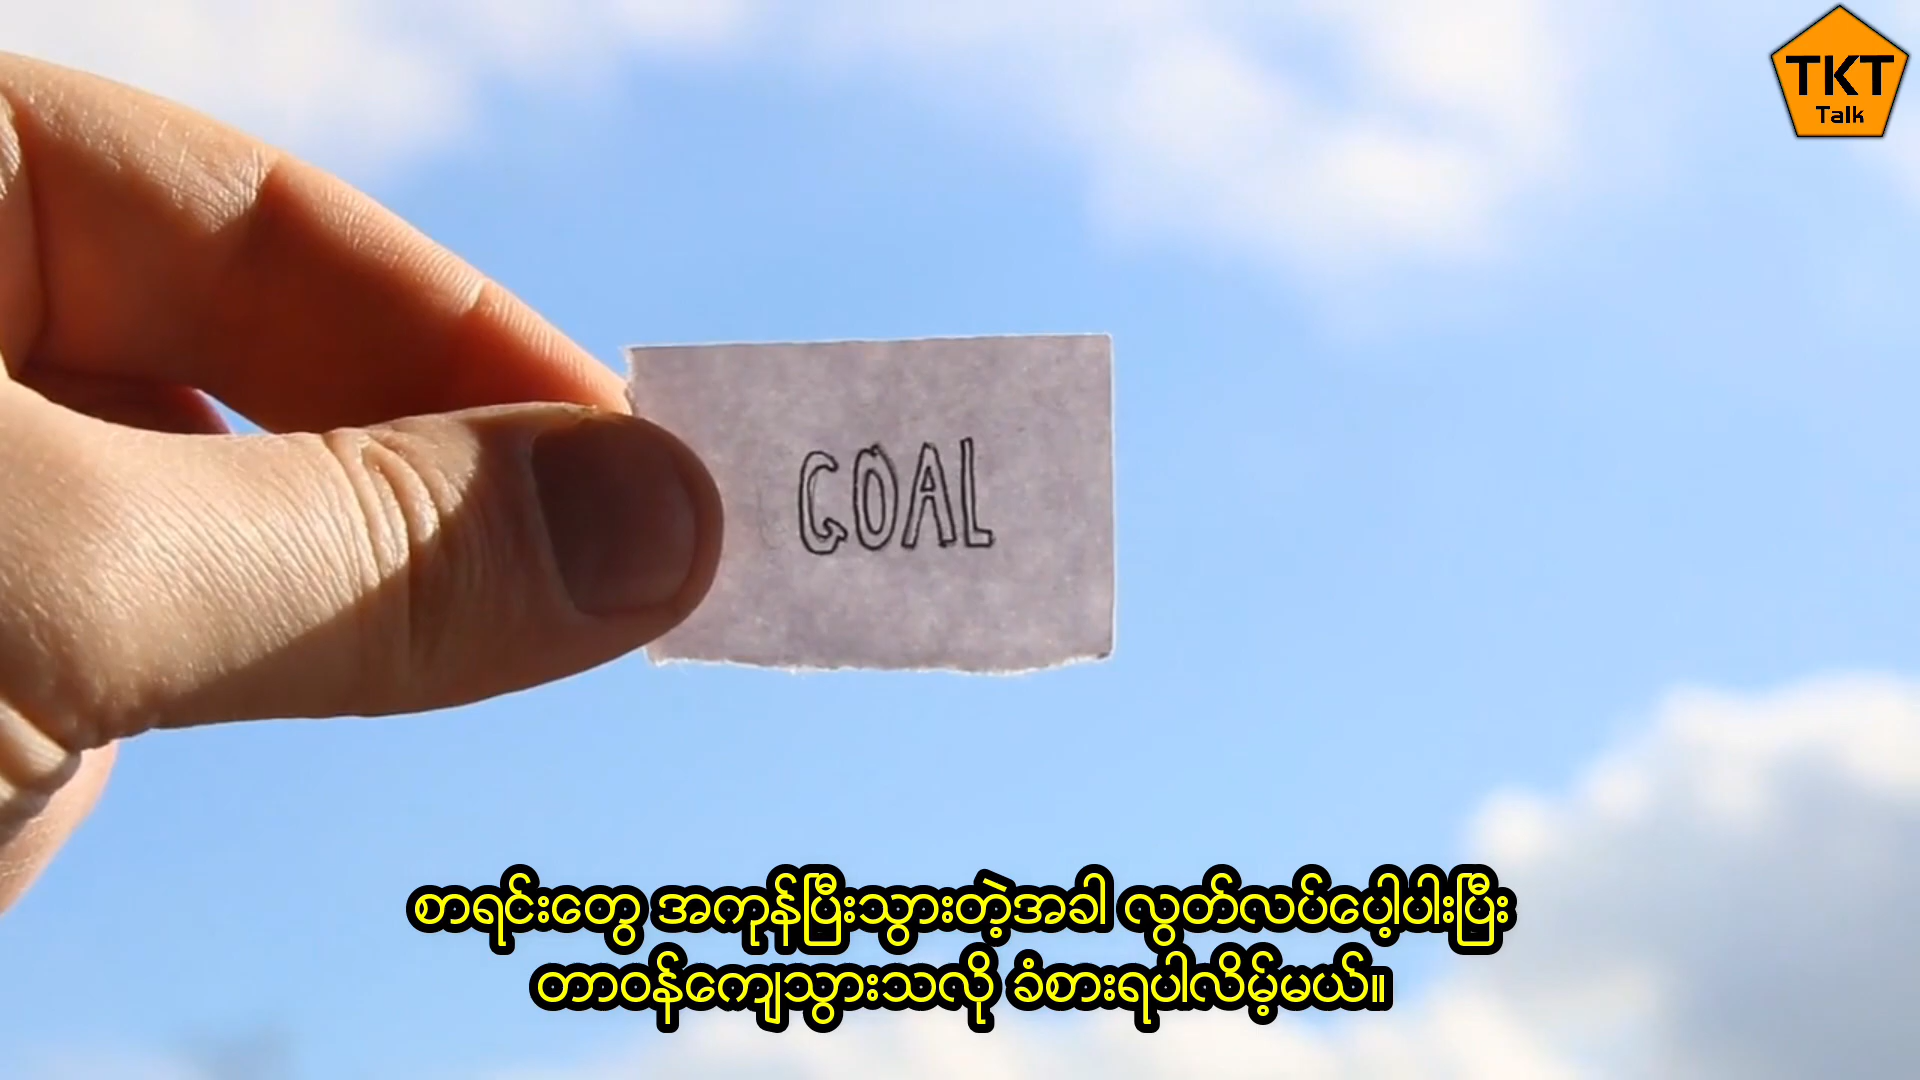 TKT
Talk
GOAL
စာရင်းတွေ အကုန်ပြီးသွားတဲ့အခါ လွတ်လပ်ပေါ့ပါးပြီး
တာဝန်ကျေသွားသလို ခံစားရပါလိမ့်မယ်။